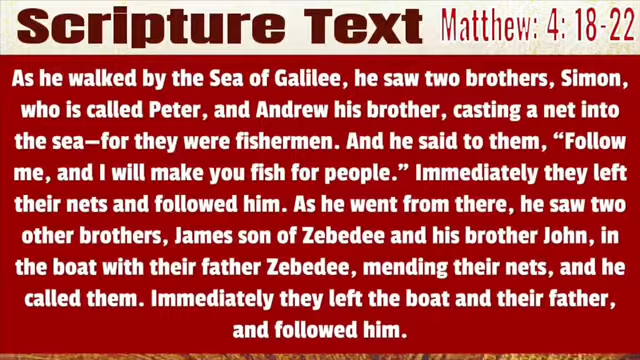 Scripture Text Matthew: 4: 18-22
As he walked by the Sea of Galilee, he saw two brothers, Simon,
who is called Peter, and Andrew his brother, casting a net into
the sea—for they were fishermen. And he said to them, “Follow
me, and I will make you fish for people.” Immediately they left
their nets and followed him. As he went from there, he saw two
other brothers, James son of Zebedee and his brother John, in
the boat with their father Zebedee, mending their nets, and he
called them. Immediately they left the boat and their father,
and followed him.